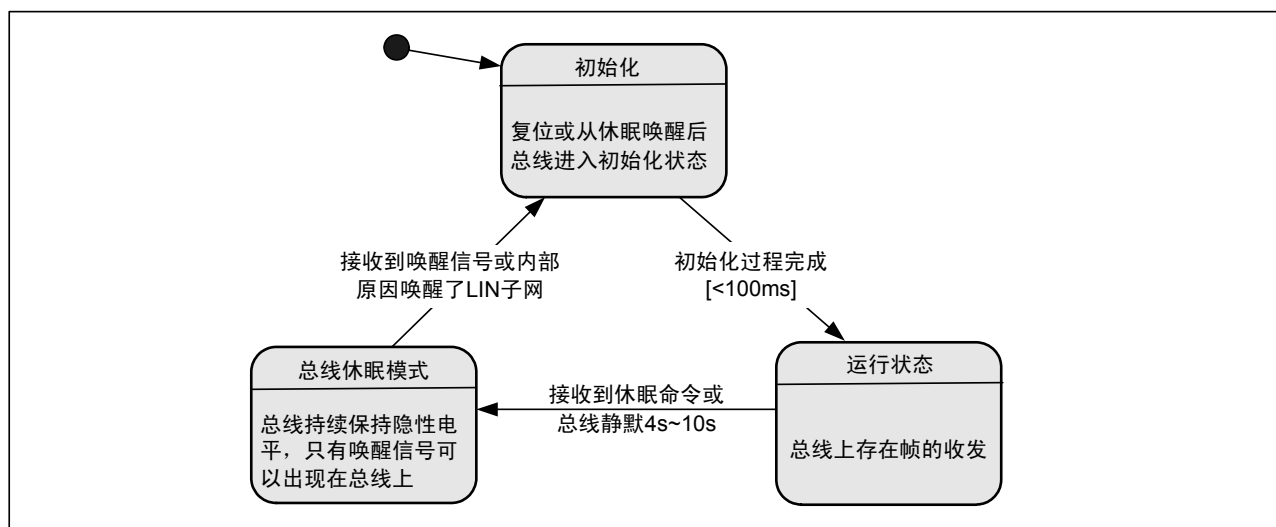 初始化
复位或从休眠唤醒后
总线进入初始化状态
接收到唤醒信号或内部
原因唤醒了LIN子网
初始化过程完成
[<100ms]
总线休眠模式
总线持续保持隐性电
平，只有唤醒信号可
以出现在总线上
接收到休眠命令或
总线静默4s~10s
运行状态
总线上存在帧的收发